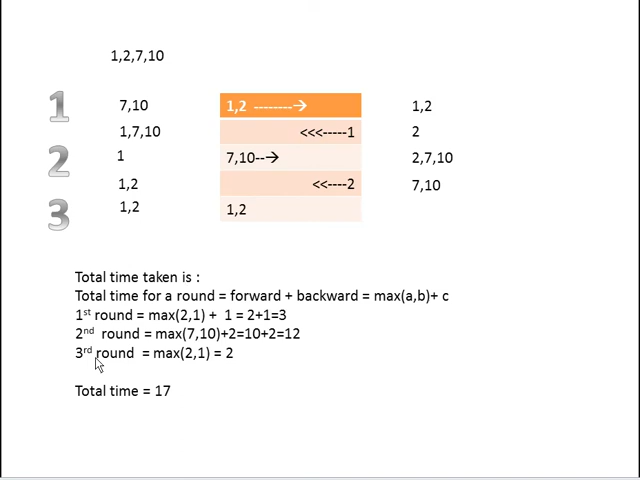 1,2,7,10
1 7,10 1,2 --------→ 1,2
1,7,10 <<<-----1 2
2 1 7,10--→ 2,7,10
1,2 <<----2 7,10
3 1,2 1,2
Total time taken is :
Total time for a round = forward + backward = max(a,b)+ c
1st round = max(2,1) + 1 = 2+1=3
2nd round = max(7,10)+2=10+2=12
3rd round = max(2,1) = 2
Total time = 17